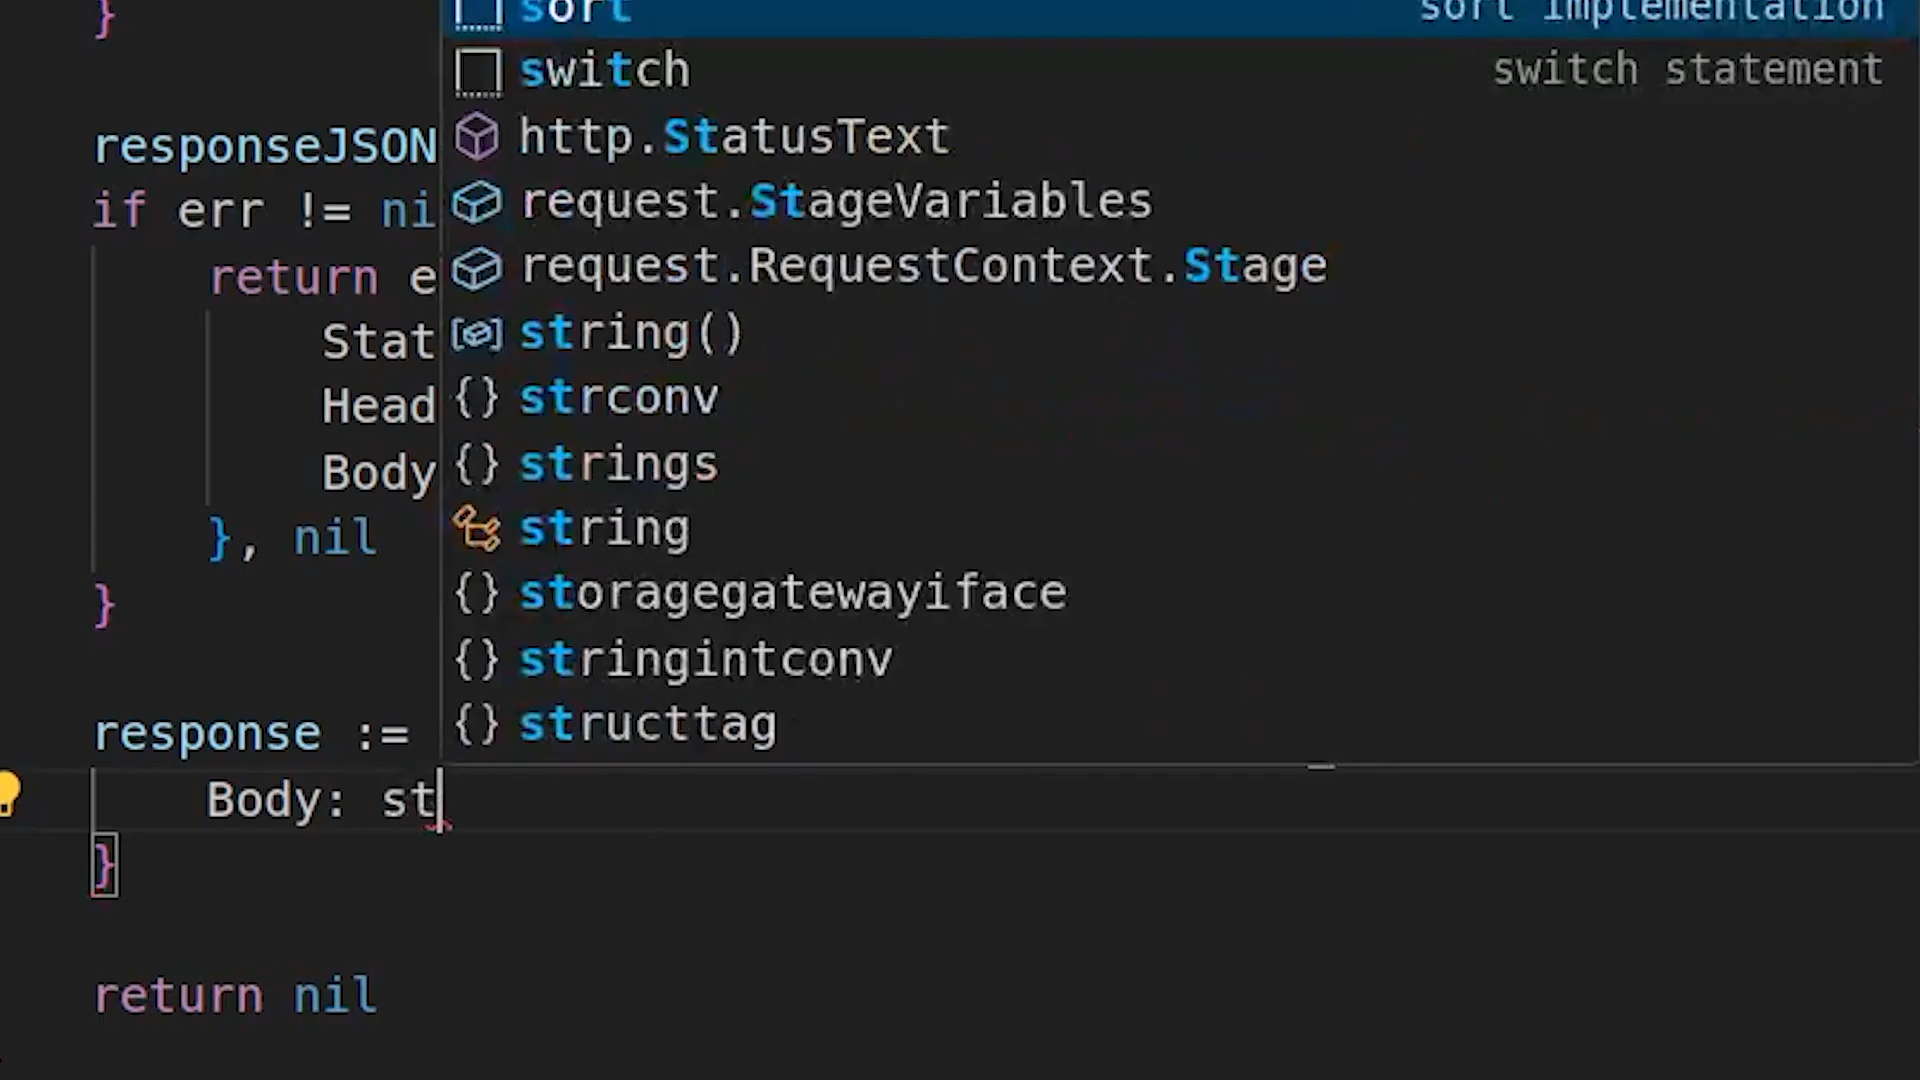 }
sort sort implementation
switch switch statement
responseJSON http.StatusText
if err != ni request.StageVariables
return e request.RequestContext.Stage
Stat string()
Head {} strconv
Body {} strings
}, nil string
} {} storagegatewayiface
{} stringintconv
response := {} structtag
Body: st
}
return nil